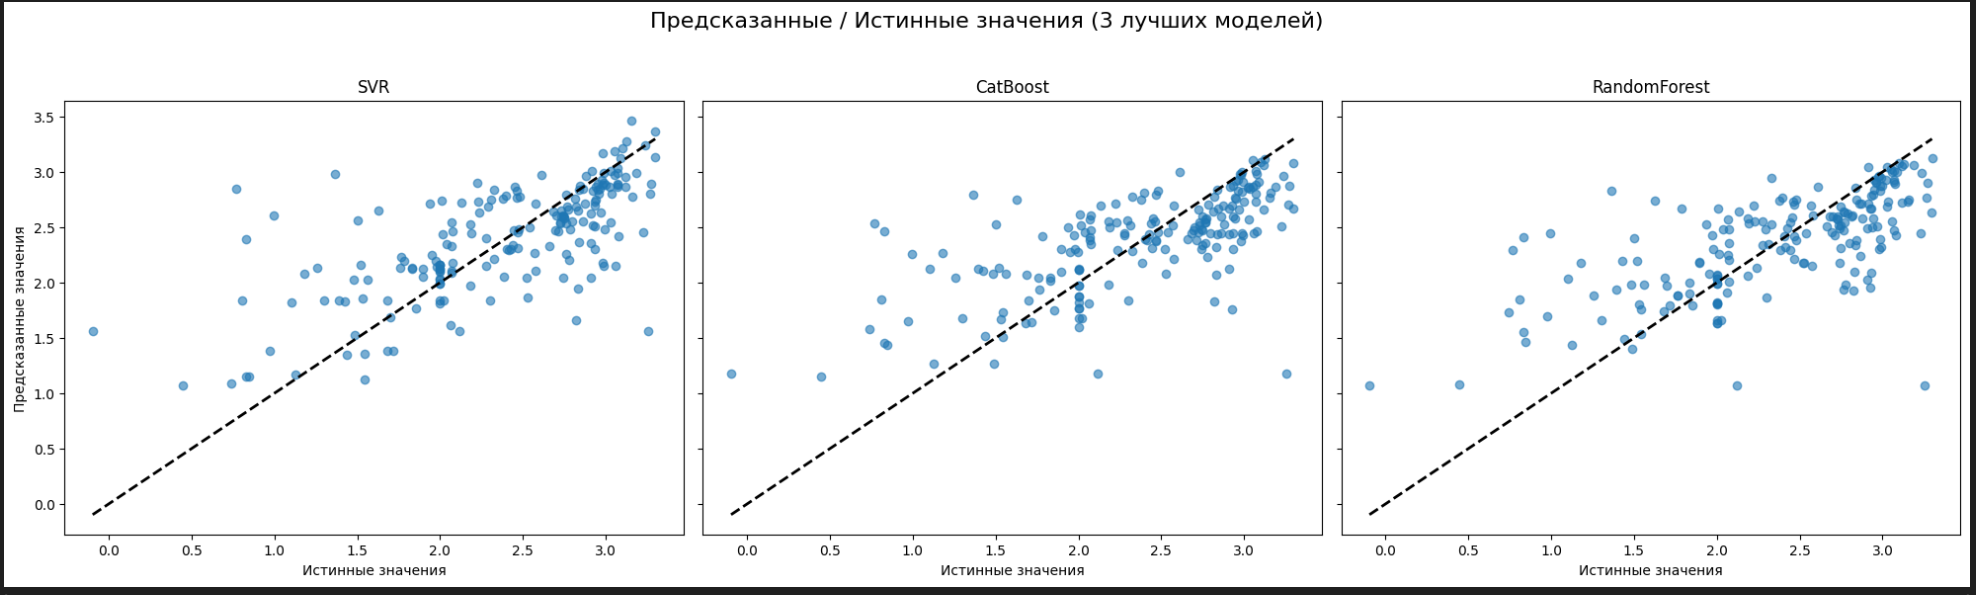 Предсказанные / Истинные значения (3 лучших моделей)
SVR
CatBoost
RandomForest
Предсказанные значения
3.5
3.0
2.5
2.0
1.5
1.0
0.5
0.0
0.0 0.5 1.0 1.5 2.0 2.5 3.0
0.0 0.5 1.0 1.5 2.0 2.5 3.0
0.0 0.5 1.0 1.5 2.0 2.5 3.0
Истинные значения
Истинные значения
Истинные значения